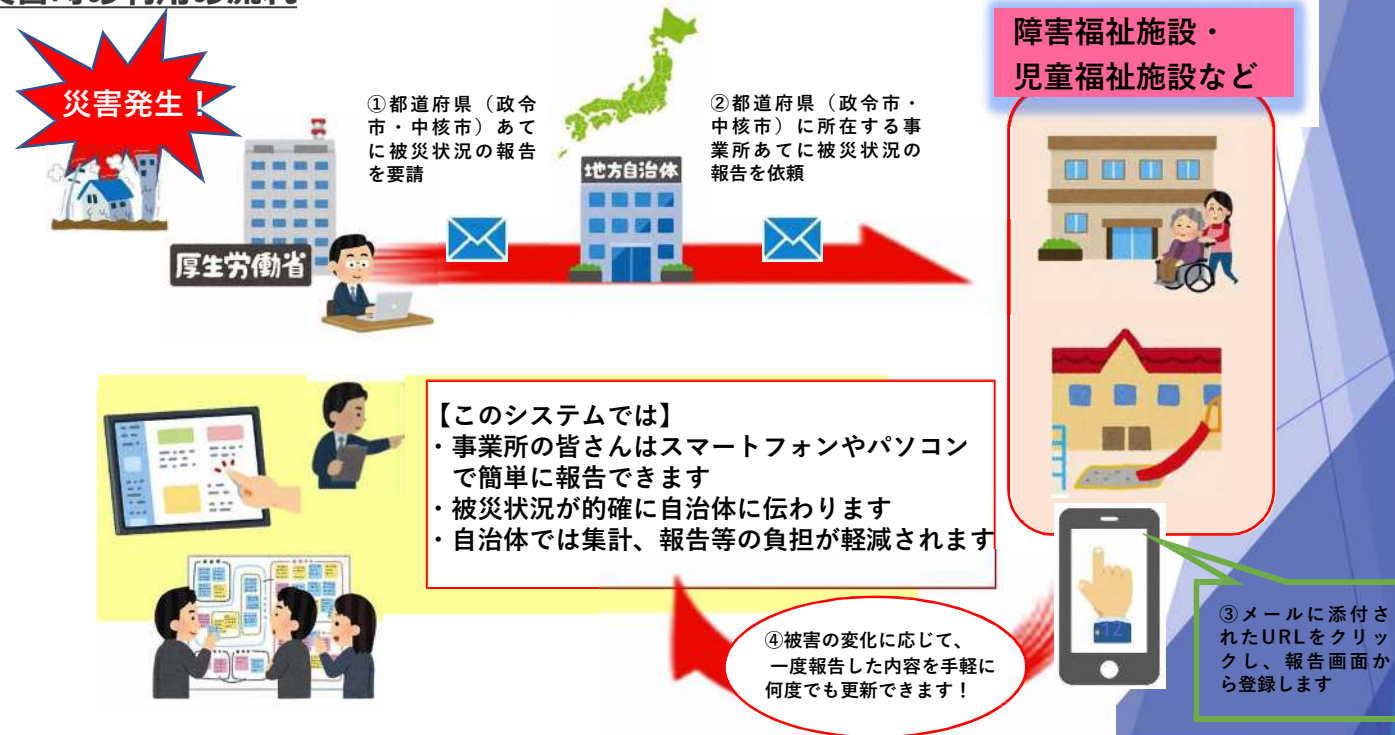 時の利用の流れ
災害発生！
①都道府県（政令
市・中核市）あて
に被災状況の報告
を要請
②都道府県（政令市・
中核市）に所在する事
業所あてに被災状況の
報告を依頼
障害福祉施設・
児童福祉施設など
地方自治体
厚生労働省
【このシステムでは】
・事業所の皆さんはスマートフォンやパソコン
で簡単に報告できます
・被災状況が的確に自治体に伝わります
・自治体では集計、報告等の負担が軽減されます
④被害の変化に応じて、
一度報告した内容を手軽に
何度でも更新できます！
12
③メールに添付さ
れたURLをクリッ
クし、報告画面か
ら登録します